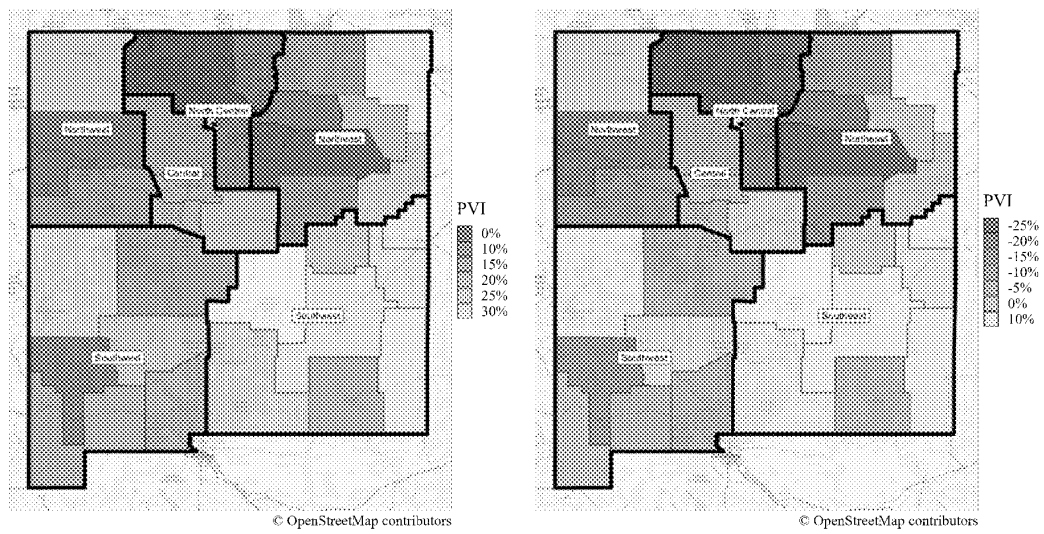 North Central
Northwest
Northeast
Central
Southeast
Southwest
PVI
0%
10%
15%
20%
25%
30%
© OpenStreetMap contributors
North Central
Northwest
Northeast
Central
Southeast
Southwest
PVI
-25%
-20%
-15%
-10%
-5%
0%
10%
© OpenStreetMap contributors